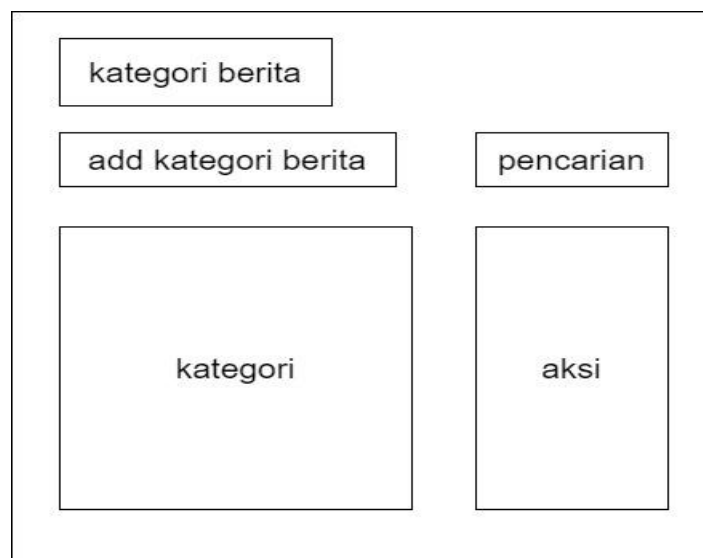 kategori berita
add kategori berita
pencarian
kategori
aksi